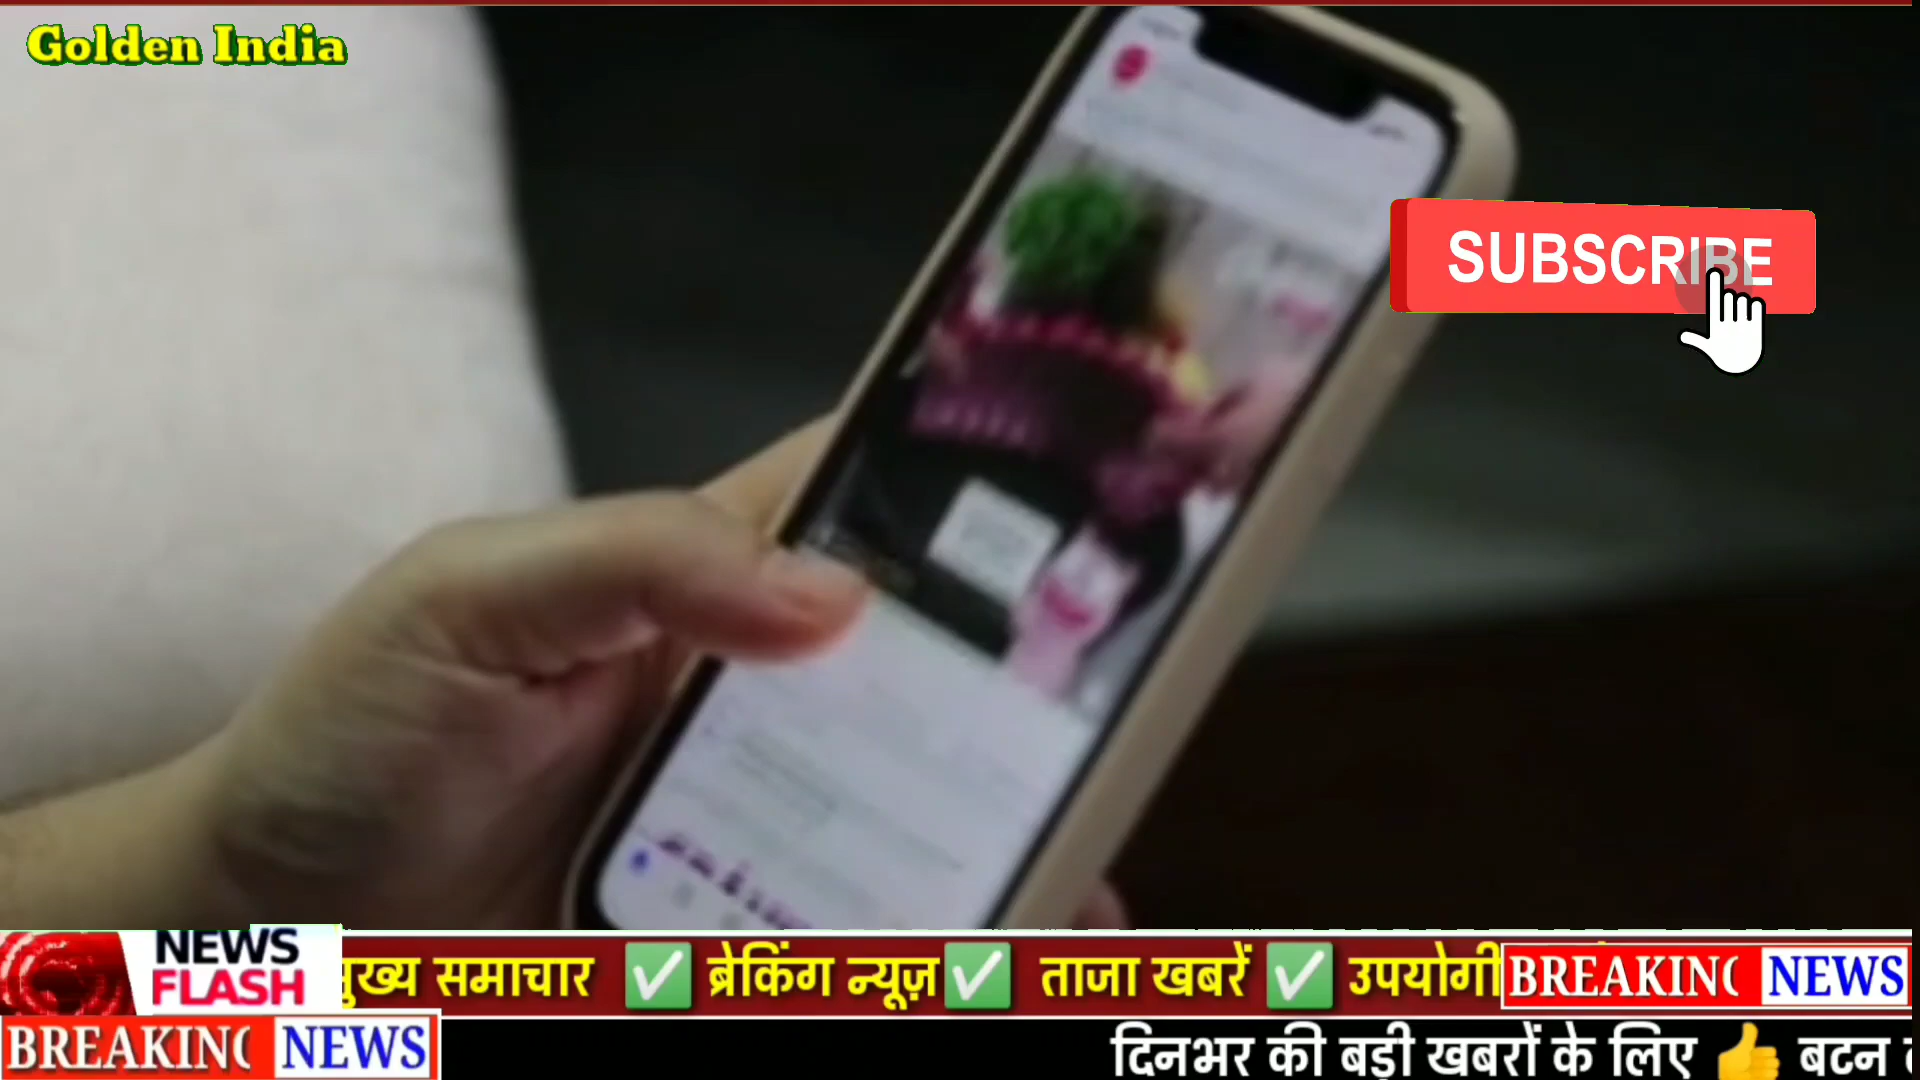 Golden India
SUBSCRIBE
NEWS
FLASH
मुख्य समाचार ✅ ब्रेकिंग न्यूज़ ✅ ताजा खबरें ✅ उपयोगी
BREAKING NEWS
BREAKING NEWS
दिनभर की बड़ी खबरों के लिए 👍 बटन